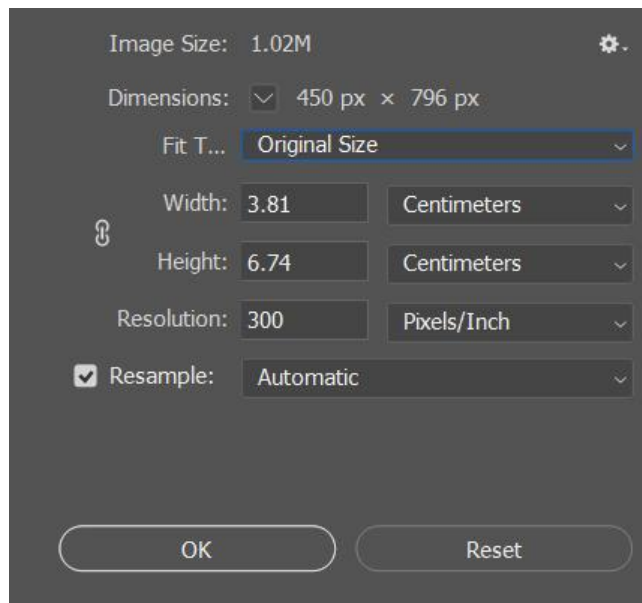 Image Size: 1.02M
Dimensions: 450 px × 796 px
Fit T... Original Size
Width: 3.81 Centimeters
Height: 6.74 Centimeters
Resolution: 300 Pixels/Inch
Resample: Automatic
OK Reset